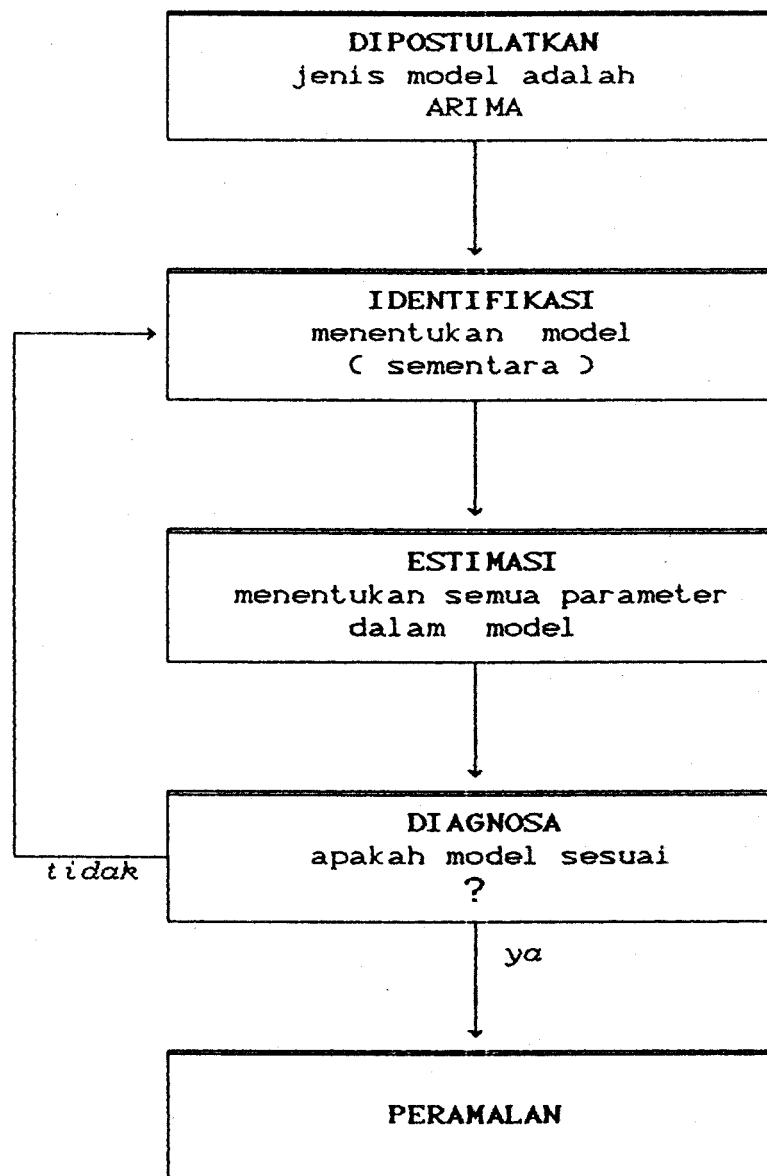 DIPOSTULATKAN
jenis model adalah
ARIMA
IDENTIFIKASI
menentukan model
( sementara )
ESTIMASI
menentukan semua parameter
dalam model
DIAGNOSA
apakah model sesuai
?
tidak
ya
PERAMALAN